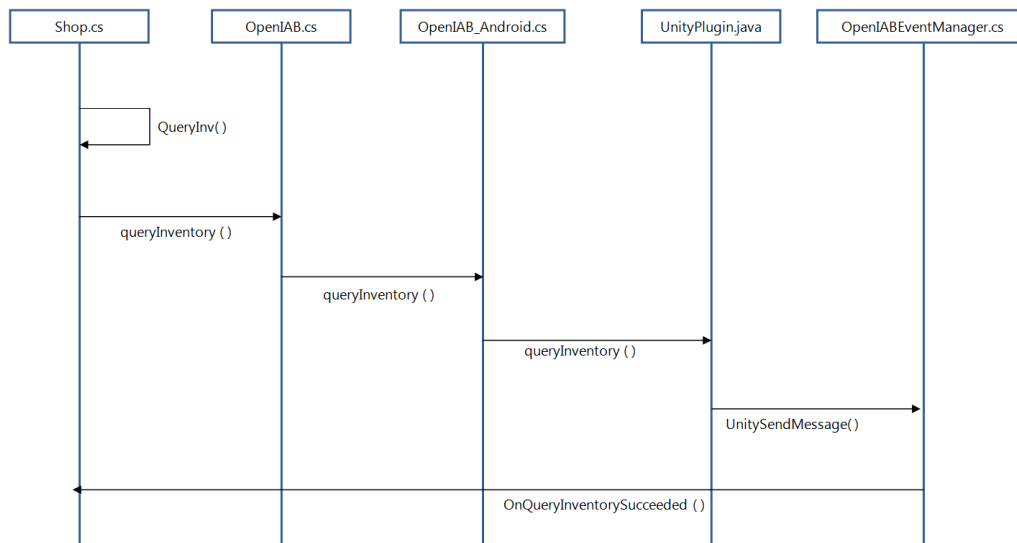 Shop.cs
OpenIAB.cs
OpenIAB_Android.cs
UnityPlugin.java
OpenIABEventManager.cs
QueryInv( )
queryInventory ( )
queryInventory ( )
queryInventory ( )
UnitySendMessage( )
OnQueryInventorySucceeded ( )